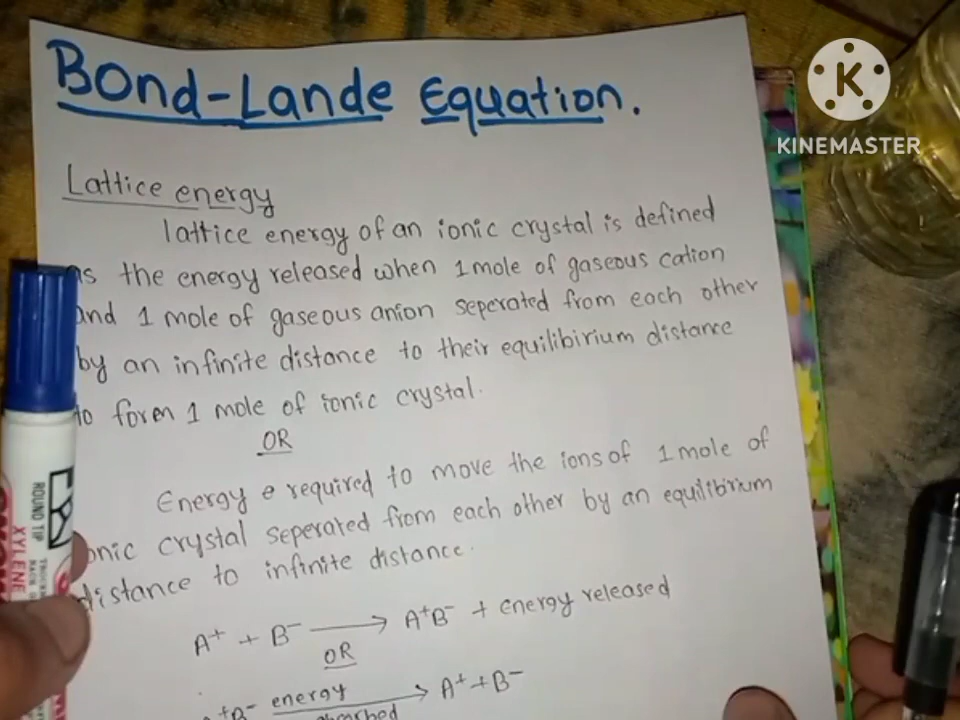 Bond-Lande Equation.
K
KINEMASTER
Lattice energy
lattice energy of an ionic crystal is defined
as the energy released when 1 mole of gaseous cation
and 1 mole of gaseous anion seperated from each other
by an infinite distance to their equilibirium distance
to form 1 mole of ionic crystal.
OR
Energy e required to move the ions of 1 mole of
onic crystal seperated from each other by an equilibrium
distance to infinite distance.
A⁺ + B⁻ ⟶ A⁺B⁻ + energy released
OR
A⁺B⁻ energy absorbed ⟶ A⁺ + B⁻
ROUND TIP
XYLENE